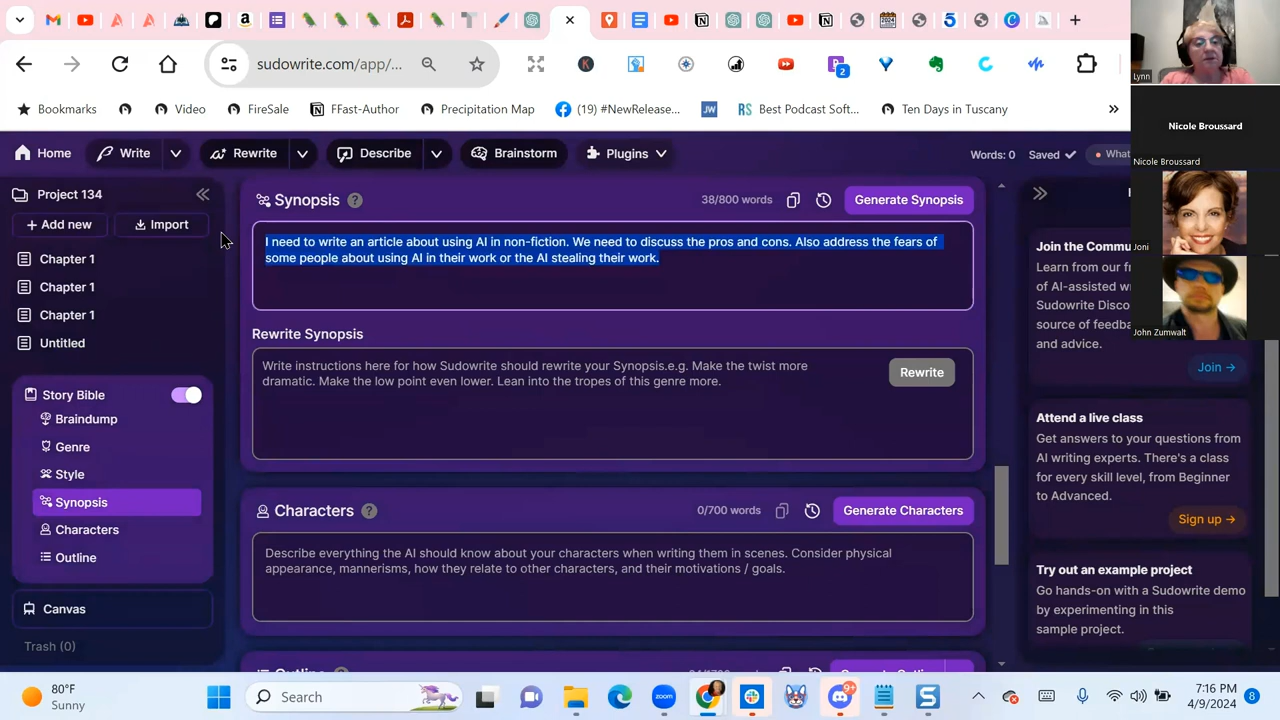 sudowrite.com/app/...
2
Lynn
Bookmarks
Video
FireSale
FFast-Author
Precipitation Map
(19) #NewRelease...
JW
RS Best Podcast Soft...
Ten Days in Tuscany
»
Nicole Broussard
Nicole Broussard
Home
Write
Rewrite
Describe
Brainstorm
Plugins
Words: 0
Saved
What
Project 134
+ Add new
Import
Chapter 1
Chapter 1
Chapter 1
Untitled
Story Bible
Braindump
Genre
Style
Synopsis
Characters
Outline
Canvas
Trash (0)
Synopsis ?
38/800 words
Generate Synopsis
I need to write an article about using AI in non-fiction. We need to discuss the pros and cons. Also address the fears of
some people about using AI in their work or the AI stealing their work.
Rewrite Synopsis
Write instructions here for how Sudowrite should rewrite your Synopsis.e.g. Make the twist more
dramatic. Make the low point even lower. Lean into the tropes of this genre more.
Rewrite
Characters ?
0/700 words
Generate Characters
Describe everything the AI should know about your characters when writing them in scenes. Consider physical
appearance, mannerisms, how they relate to other characters, and their motivations / goals.
Joni
John Zumwalt
Join the Commu
Learn from our fr
of AI-assisted w
Sudowrite Disco
source of feedba
and advice.
Join →
Attend a live class
Get answers to your questions from
AI writing experts. There's a class
for every skill level, from Beginner
to Advanced.
Sign up →
Try out an example project
Go hands-on with a Sudowrite demo
by experimenting in this
sample project.
80°F
Sunny
Search
zoom
9+
7:16 PM
4/9/2024
8